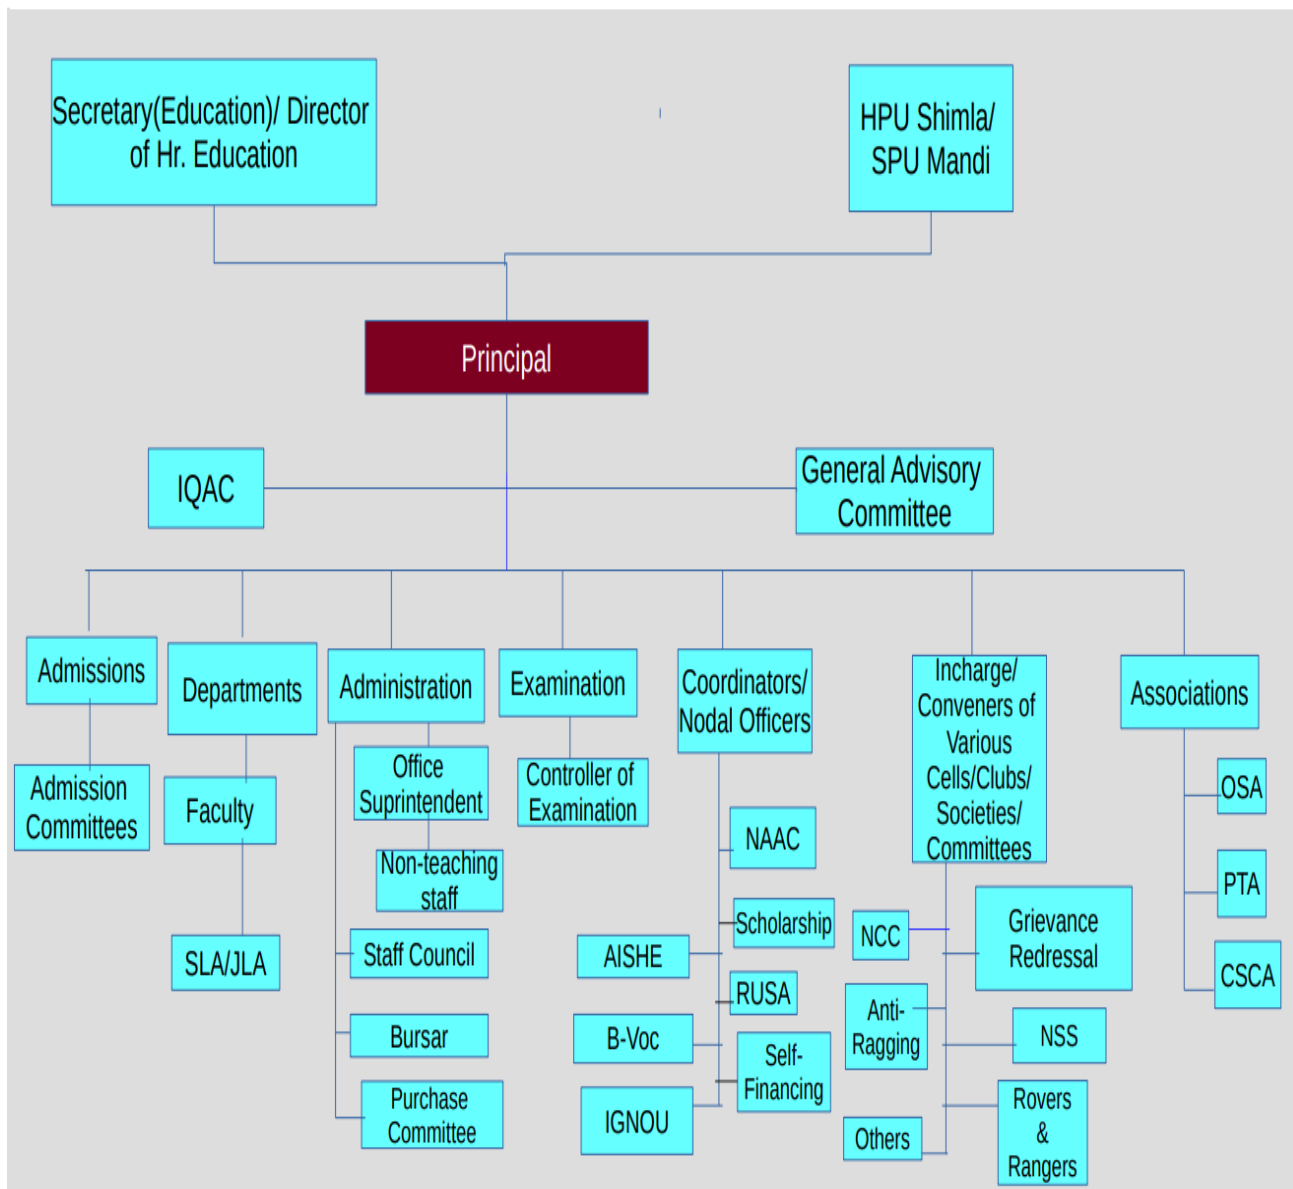 Secretary(Education)/ Director
of Hr. Education
HPU Shimla/
SPU Mandi
Principal
IQAC
General Advisory
Committee
Admissions
Admission
Committees
Departments
Faculty
SLA/JLA
Administration
Office
Suprintendent
Non-teaching
staff
Staff Council
Bursar
Purchase
Committee
Examination
Controller of
Examination
Coordinators/
Nodal Officers
NAAC
Scholarship
AISHE
RUSA
B-Voc
Self-
Financing
IGNOU
Incharge/
Conveners of
Various
Cells/Clubs/
Societies/
Committees
NCC
Grievance
Redressal
Anti-
Ragging
NSS
Rovers
&
Rangers
Others
Associations
OSA
PTA
CSCA